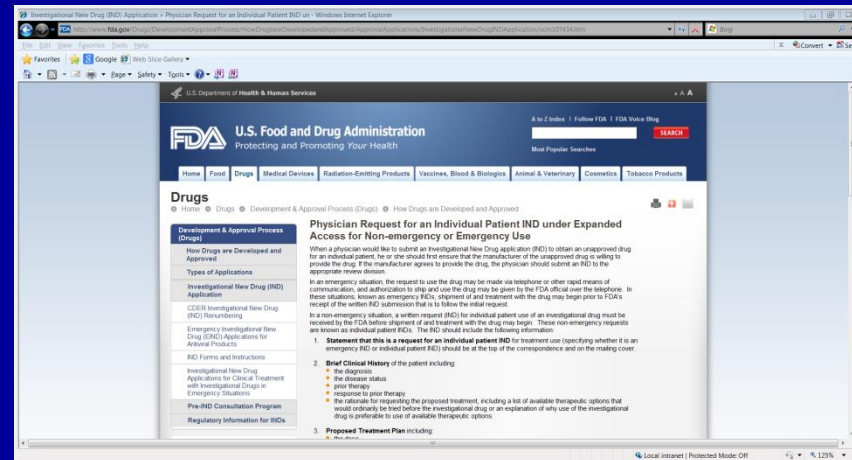 Investigational New Drug (IND) Application > Physician Request for an Individual Patient IND un - Windows Internet Explorer
http://www.fda.gov/Drugs/DevelopmentApprovalProcess/HowDrugsareDevelopedandApproved/ApprovalApplications/InvestigationalNewDrugINDApplication/ucm107434.htm
Bing
File Edit View Favorites Tools Help
Convert
Favorites Google Web Slice Gallery
Page Safety Tools
U.S. Department of Health & Human Services
a A A
A to Z Index | Follow FDA | FDA Voice Blog
FDA U.S. Food and Drug Administration
Protecting and Promoting Your Health
SEARCH
Most Popular Searches
Home Food Drugs Medical Devices Radiation-Emitting Products Vaccines, Blood & Biologics Animal & Veterinary Cosmetics Tobacco Products
Drugs
Home Drugs Development & Approval Process (Drugs) How Drugs are Developed and Approved
Development & Approval Process
(Drugs)
How Drugs are Developed and
Approved
Types of Applications
Investigational New Drug (IND)
Application
CDER Investigational New Drug
(IND) Renumbering
Emergency Investigational New
Drug (EIND) Applications for
Antiviral Products
IND Forms and Instructions
Investigational New Drug
Applications for Clinical Treatment
with Investigational Drugs in
Emergency Situations
Pre-IND Consultation Program
Regulatory Information for INDs
Physician Request for an Individual Patient IND under Expanded
Access for Non-emergency or Emergency Use
When a physician would like to submit an Investigational New Drug application (IND) to obtain an unapproved drug
for an individual patient, he or she should first ensure that the manufacturer of the unapproved drug is willing to
provide the drug. If the manufacturer agrees to provide the drug, the physician should submit an IND to the
appropriate review division.
In an emergency situation, the request to use the drug may be made via telephone or other rapid means of
communication, and authorization to ship and use the drug may be given by the FDA official over the telephone. In
these situations, known as emergency INDs, shipment of and treatment with the drug may begin prior to FDA's
receipt of the written IND submission that is to follow the initial request.
In a non-emergency situation, a written request (IND) for individual patient use of an investigational drug must be
received by the FDA before shipment of and treatment with the drug may begin. These non-emergency requests
are known as individual patient INDs. The IND should include the following information:
1. Statement that this is a request for an individual patient IND for treatment use (specifying whether it is an
emergency IND or individual patient IND) should be at the top of the correspondence and on the mailing cover.
2. Brief Clinical History of the patient including:
the diagnosis
the disease status
prior therapy
response to prior therapy
the rationale for requesting the proposed treatment, including a list of available therapeutic options that
would ordinarily be tried before the investigational drug or an explanation of why use of the investigational
drug is preferable to use of available therapeutic options
3. Proposed Treatment Plan including:
the dose
Local intranet | Protected Mode: Off
125%